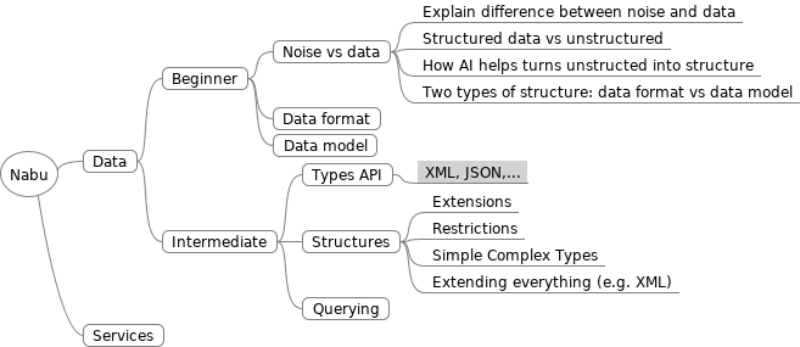 Nabu
Data
Beginner
Noise vs data
Explain difference between noise and data
Structured data vs unstructured
How AI helps turns unstructed into structure
Two types of structure: data format vs data model
Data format
Data model
Intermediate
Types API
XML, JSON,...
Structures
Extensions
Restrictions
Simple Complex Types
Extending everything (e.g. XML)
Querying
Services